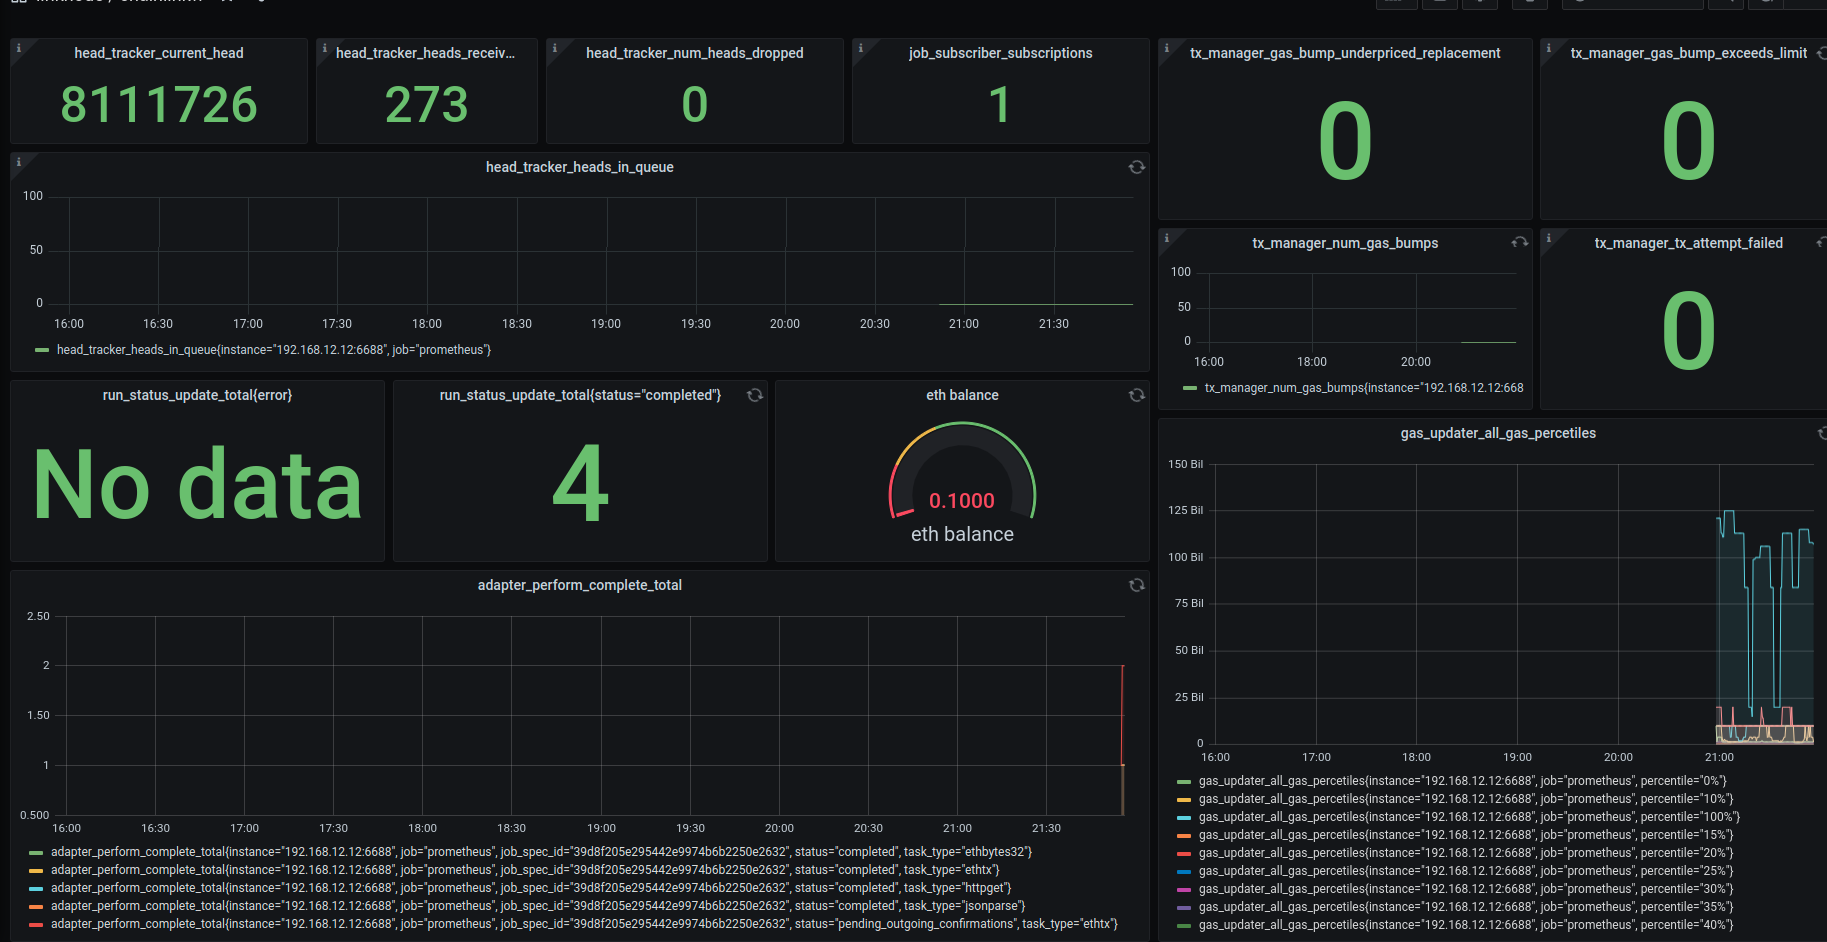 head_tracker_current_head
8111726
head_tracker_heads_receiv...
273
head_tracker_num_heads_dropped
0
job_subscriber_subscriptions
1
tx_manager_gas_bump_underpriced_replacement
0
tx_manager_gas_bump_exceeds_limit
0
head_tracker_heads_in_queue
100
50
0
16:00 16:30 17:00 17:30 18:00 18:30 19:00 19:30 20:00 20:30 21:00 21:30
head_tracker_heads_in_queue{instance="192.168.12.12:6688", job="prometheus"}
tx_manager_num_gas_bumps
100
50
0
16:00 18:00 20:00
tx_manager_num_gas_bumps{instance="192.168.12.12:668
tx_manager_tx_attempt_failed
0
run_status_update_total{error}
No data
run_status_update_total{status="completed"}
4
eth balance
0.1000
eth balance
gas_updater_all_gas_percetiles
150 Bil
125 Bil
100 Bil
75 Bil
50 Bil
25 Bil
0
16:00 17:00 18:00 19:00 20:00 21:00
gas_updater_all_gas_percetiles{instance="192.168.12.12:6688", job="prometheus", percentile="0%"}
gas_updater_all_gas_percetiles{instance="192.168.12.12:6688", job="prometheus", percentile="10%"}
gas_updater_all_gas_percetiles{instance="192.168.12.12:6688", job="prometheus", percentile="100%"}
gas_updater_all_gas_percetiles{instance="192.168.12.12:6688", job="prometheus", percentile="15%"}
gas_updater_all_gas_percetiles{instance="192.168.12.12:6688", job="prometheus", percentile="20%"}
gas_updater_all_gas_percetiles{instance="192.168.12.12:6688", job="prometheus", percentile="25%"}
gas_updater_all_gas_percetiles{instance="192.168.12.12:6688", job="prometheus", percentile="30%"}
gas_updater_all_gas_percetiles{instance="192.168.12.12:6688", job="prometheus", percentile="35%"}
gas_updater_all_gas_percetiles{instance="192.168.12.12:6688", job="prometheus", percentile="40%"}
adapter_perform_complete_total
2.50
2
1.50
1
0.500
16:00 16:30 17:00 17:30 18:00 18:30 19:00 19:30 20:00 20:30 21:00 21:30
adapter_perform_complete_total{instance="192.168.12.12:6688", job="prometheus", job_spec_id="39d8f205e295442e9974b6b2250e2632", status="completed", task_type="ethbytes32"}
adapter_perform_complete_total{instance="192.168.12.12:6688", job="prometheus", job_spec_id="39d8f205e295442e9974b6b2250e2632", status="completed", task_type="ethtx"}
adapter_perform_complete_total{instance="192.168.12.12:6688", job="prometheus", job_spec_id="39d8f205e295442e9974b6b2250e2632", status="completed", task_type="httpget"}
adapter_perform_complete_total{instance="192.168.12.12:6688", job="prometheus", job_spec_id="39d8f205e295442e9974b6b2250e2632", status="completed", task_type="jsonparse"}
adapter_perform_complete_total{instance="192.168.12.12:6688", job="prometheus", job_spec_id="39d8f205e295442e9974b6b2250e2632", status="pending_outgoing_confirmations", task_type="ethtx"}